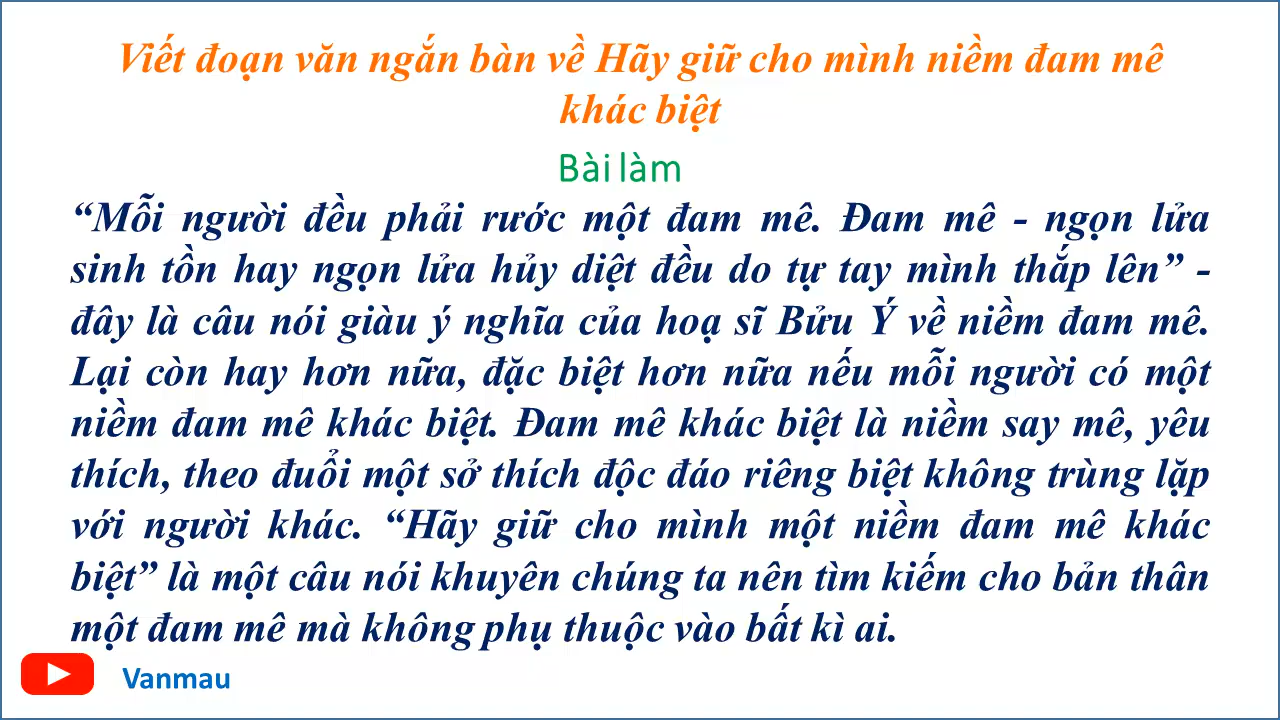 Viết đoạn văn ngắn bàn về Hãy giữ cho mình niềm đam mê
khác biệt
Bài làm
“Mỗi người đều phải rước một đam mê. Đam mê - ngọn lửa
sinh tồn hay ngọn lửa hủy diệt đều do tự tay mình thắp lên” -
đây là câu nói giàu ý nghĩa của hoạ sĩ Bửu Ý về niềm đam mê.
Lại còn hay hơn nữa, đặc biệt hơn nữa nếu mỗi người có một
niềm đam mê khác biệt. Đam mê khác biệt là niềm say mê, yêu
thích, theo đuổi một sở thích độc đáo riêng biệt không trùng lặp
với người khác. “Hãy giữ cho mình một niềm đam mê khác
biệt” là một câu nói khuyên chúng ta nên tìm kiếm cho bản thân
một đam mê mà không phụ thuộc vào bất kì ai.
Vanmau